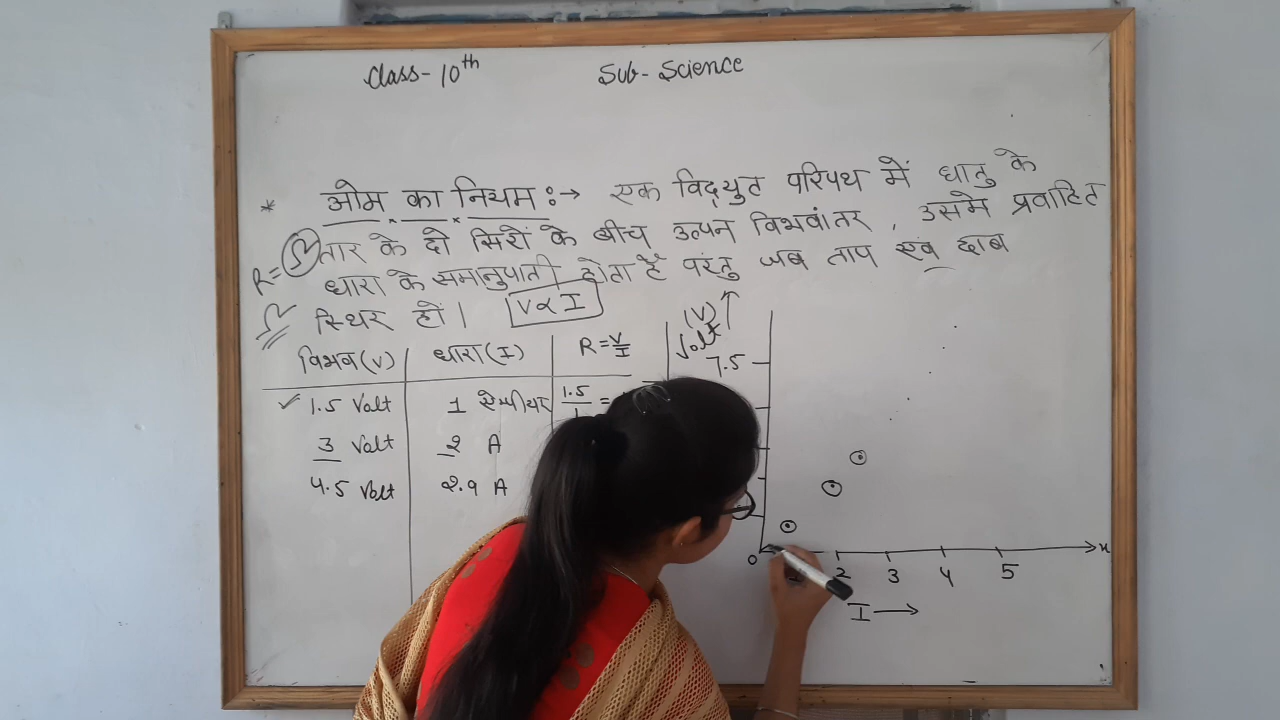 Class- 10th Sub- Science
* ओम का नियम :→ एक विद्युत परिपथ में धातु के
तार के दो सिरों के बीच उत्पन विभवांतर, उसमे प्रवाहित
R=Ω
धारा के समानुपाती होता है परंतु जब ताप एवं दाब
Ω
स्थिर हों। V∝I
विभव(V) धारा(I) R=V/I
✓ 1.5 Volt 1 ऐम्पीयर 1.5/1 =
3 Volt 2 A
4.5 Volt 2.9 A
(V)↑
Volt
7.5
0 2 3 4 5 x
I→